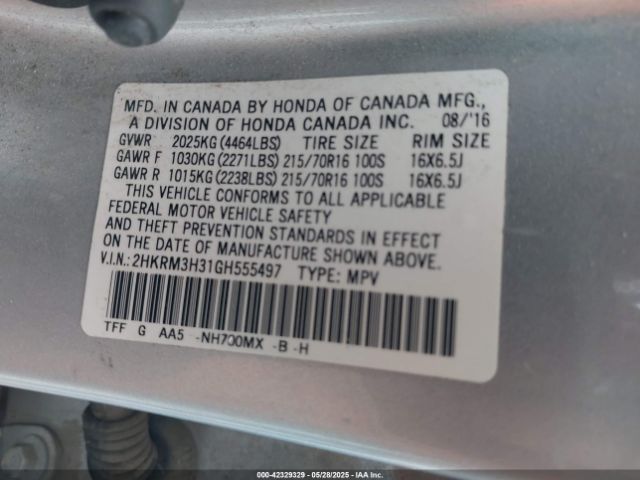 MFD. IN CANADA BY HONDA OF CANADA MFG.,
A DIVISION OF HONDA CANADA INC. 08/'16
GVWR 2025KG (4464LBS) TIRE SIZE RIM SIZE
GAWR F 1030KG (2271LBS) 215/70R16 100S 16X6.5J
GAWR R 1015KG (2238LBS) 215/70R16 100S 16X6.5J
THIS VEHICLE CONFORMS TO ALL APPLICABLE
FEDERAL MOTOR VEHICLE SAFETY
AND THEFT PREVENTION STANDARDS IN EFFECT
ON THE DATE OF MANUFACTURE SHOWN ABOVE.
V.I.N.: 2HKRM3H31GH555497 TYPE: MPV
TFF G AA5 -NH700MX -B -H
000-42329329 05/28/2025 IAA Inc.